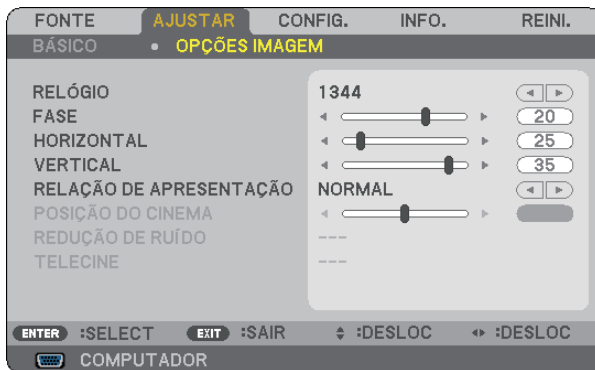 FONTE AJUSTAR CONFIG. INFO. REINI.
BÁSICO • OPÇÕES IMAGEM
RELÓGIO 1344
FASE 20
HORIZONTAL 25
VERTICAL 35
RELAÇÃO DE APRESENTAÇÃO NORMAL
POSIÇÃO DO CINEMA
REDUÇÃO DE RUÍDO ---
TELECINE ---
ENTER :SELECT EXIT :SAIR :DESLOC :DESLOC
COMPUTADOR